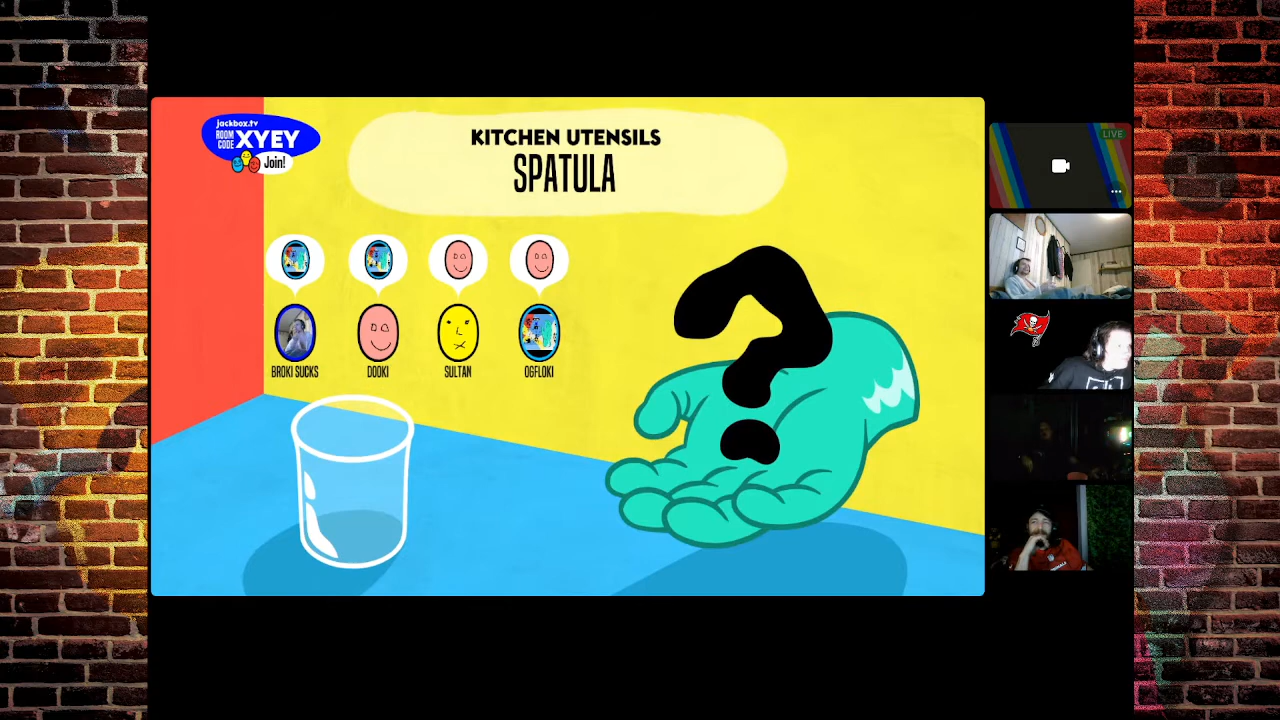 jackbox.tv
ROOM CODE XYEY
Join!
KITCHEN UTENSILS
SPATULA
BROKI SUCKS
DOOKI
SULTAN
OGFLOKI
LIVE